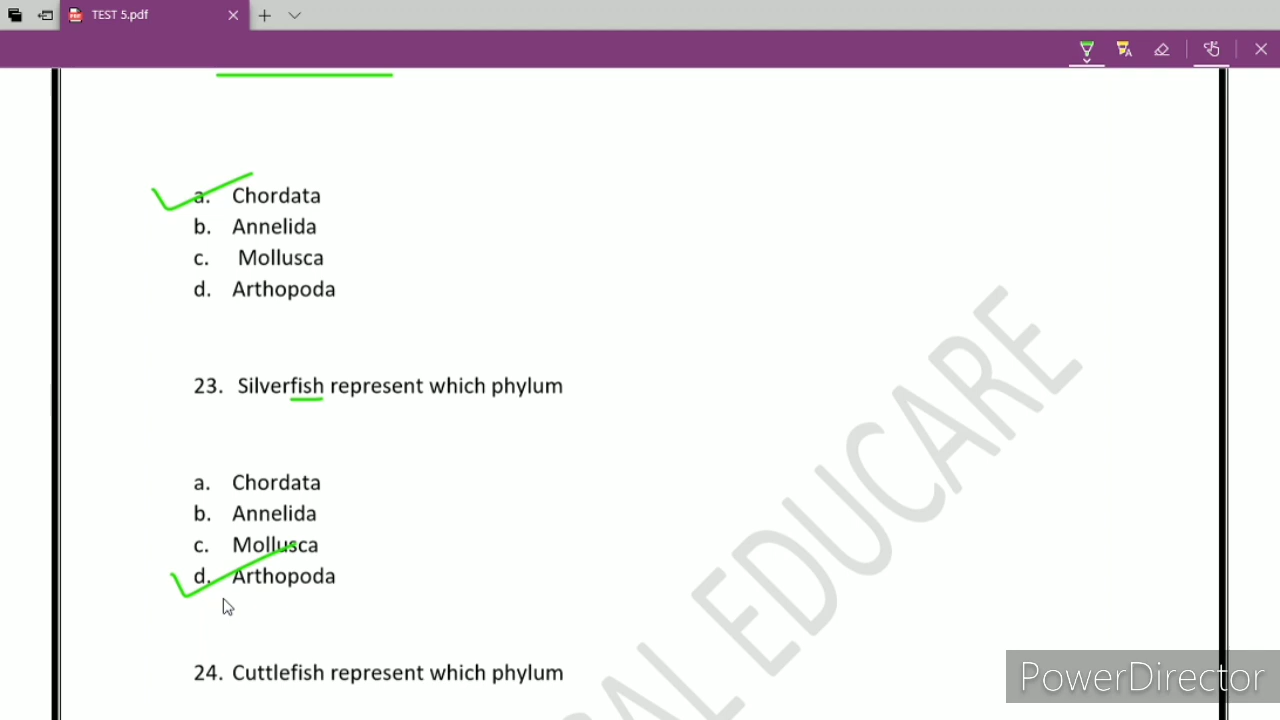 TEST 5.pdf
a. Chordata
b. Annelida
c. Mollusca
d. Arthopoda
23. Silverfish represent which phylum
a. Chordata
b. Annelida
c. Mollusca
d. Arthopoda
24. Cuttlefish represent which phylum
EDUCARE
PowerDirector